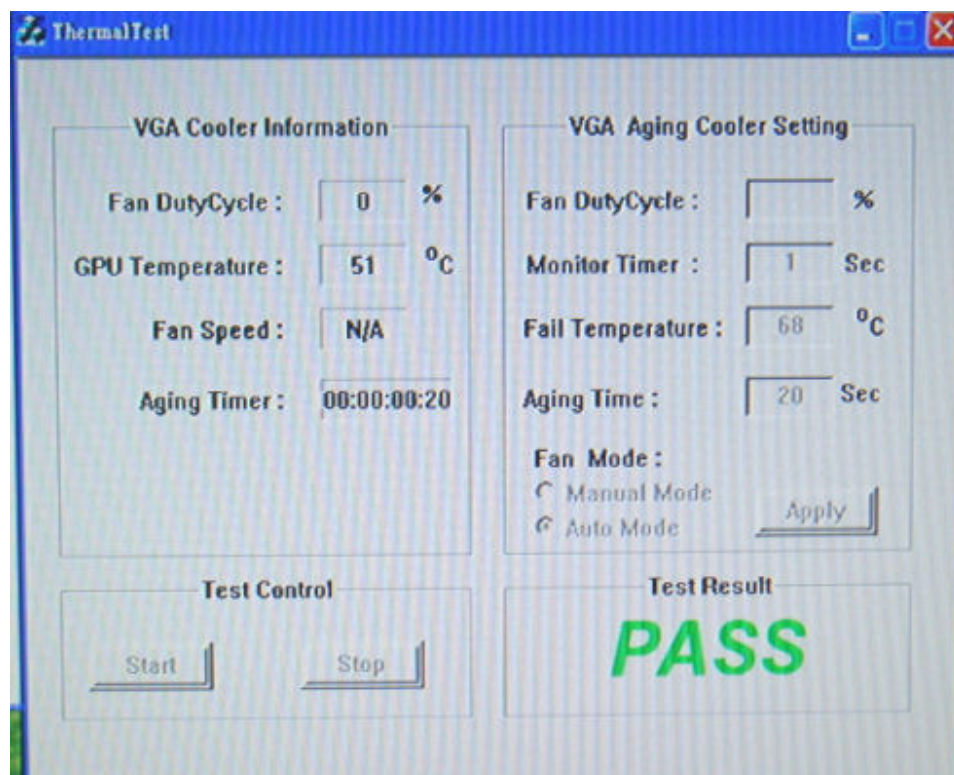 ThermalTest
VGA Cooler Information
Fan DutyCycle : 0 %
GPU Temperature : 51 °C
Fan Speed : N/A
Aging Timer : 00:00:00:20
VGA Aging Cooler Setting
Fan DutyCycle : %
Monitor Timer : 1 Sec
Fail Temperature : 68 °C
Aging Time : 20 Sec
Fan Mode :
Manual Mode
Auto Mode
Apply
Test Control
Start Stop
Test Result
PASS